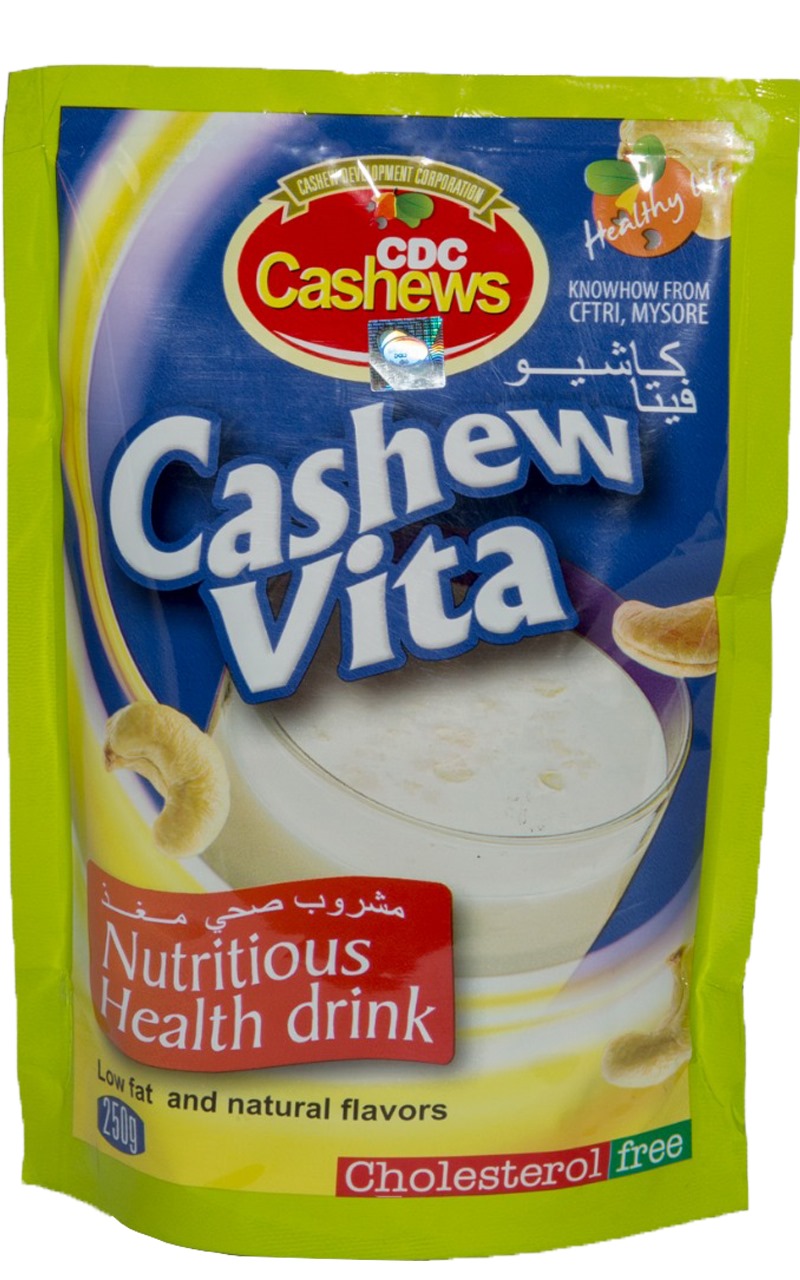 CASHEW DEVELOPMENT CORPORATION
CDC
Cashews
Healthy life
KNOWHOW FROM
CFTRI, MYSORE
كاشيو
فيتا
Cashew
Vita
مشروب صحي مغذ
Nutritious
Health drink
Low fat and natural flavors
250g
Cholesterol free